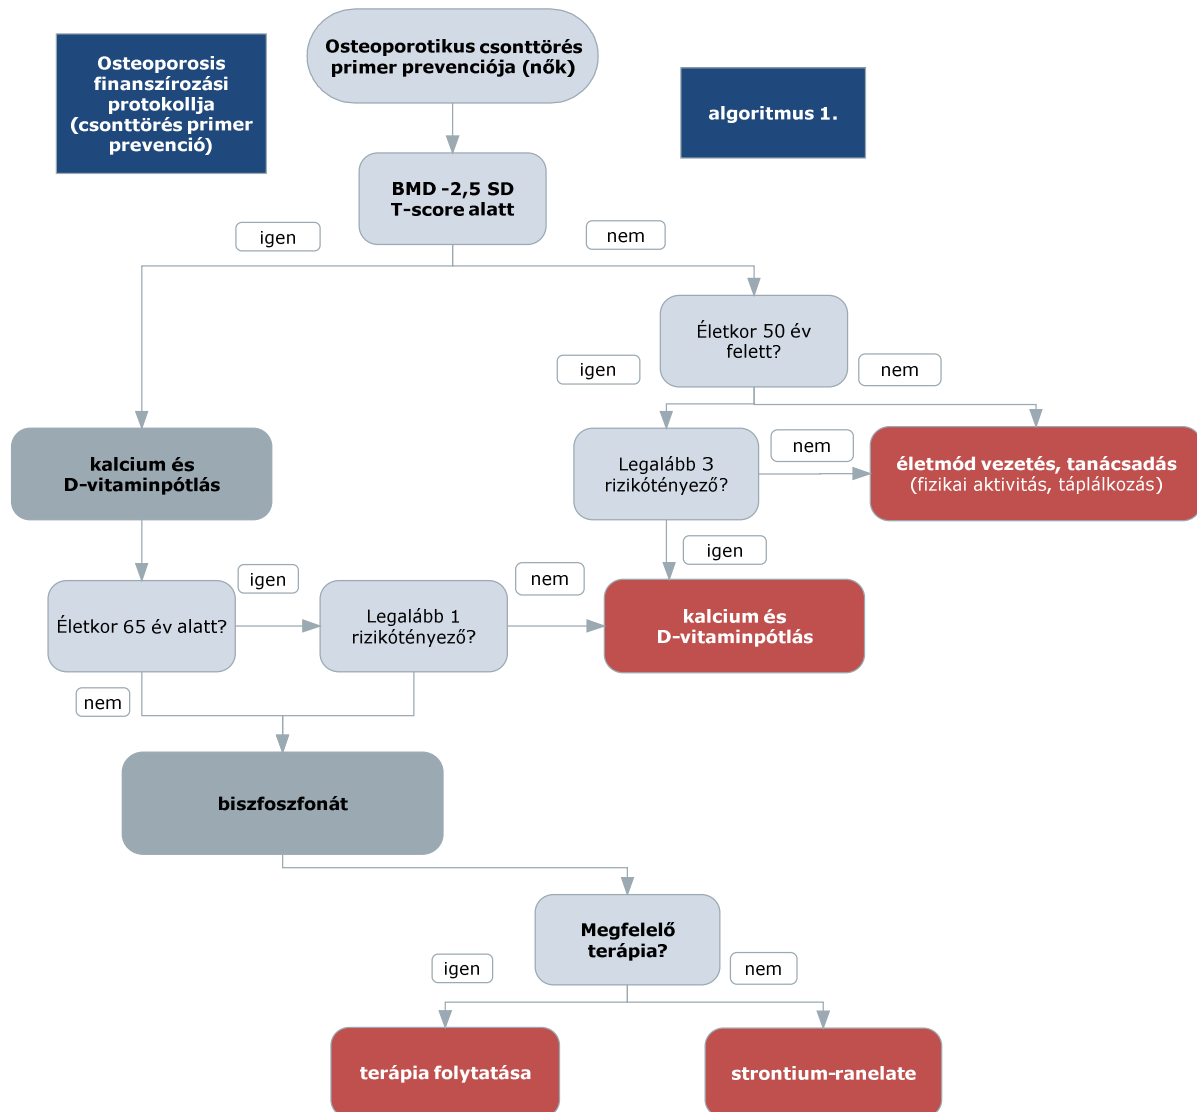 Osteoporosis
finanszírozási
protokollja
(csonttörés primer
prevenció)
Osteoporotikus csonttörés
primer prevenciója (nők)
algoritmus 1.
BMD -2,5 SD
T-score alatt
igen
nem
Életkor 50 év
felett?
igen
nem
kalcium és
D-vitaminpótlás
Legalább 3
rizikótényező?
nem
életmód vezetés, tanácsadás
(fizikai aktivitás, táplálkozás)
igen
Életkor 65 év alatt?
igen
Legalább 1
rizikótényező?
nem
kalcium és
D-vitaminpótlás
nem
biszfoszfonát
Megfelelő
terápia?
igen
nem
terápia folytatása
strontium-ranelate